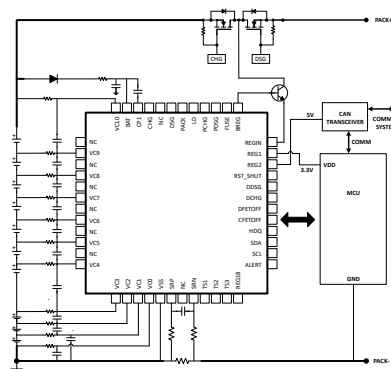 PACK+
CHG
DSG
VC10
BAT
CP1
CHG
NC
DSG
PACK
LD
PCHG
PDSG
FUSE
BREG
NC
VC9
NC
VC8
NC
VC7
NC
VC6
NC
VC5
NC
VC4
REGIN
REG1
REG2
RST_SHUT
DDSG
DCHG
DFETOFF
CFETOFF
HDQ
SDA
SCL
ALERT
VC3
VC2
VC1
VC0
VSS
SRP
NC
SRN
TS1
TS2
TS3
REG18
5V
3.3V
CAN
TRANSCEIVER
COMM
VDD
MCU
GND
PACK-